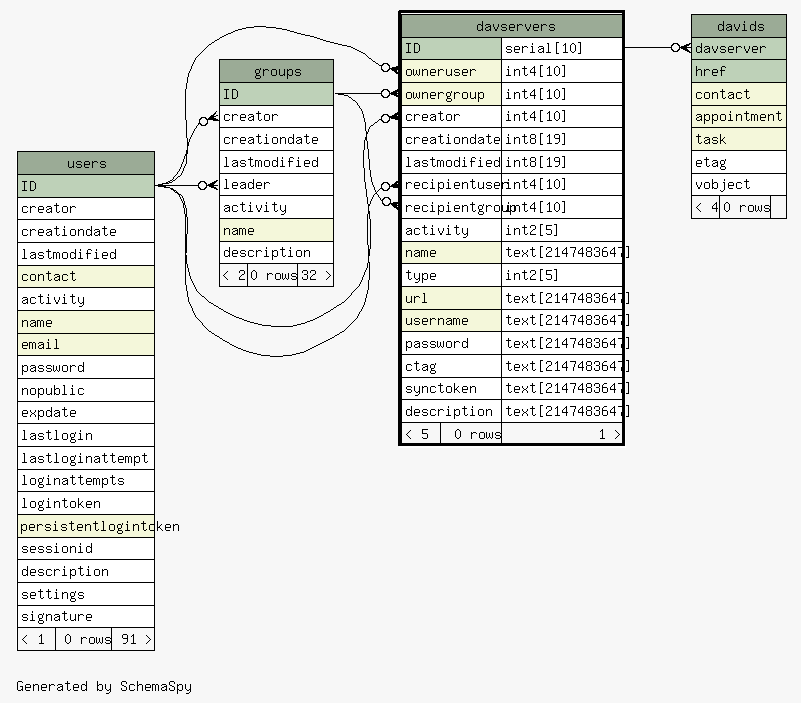 users
ID
creator
creationdate
lastmodified
contact
activity
name
email
password
nopublic
expdate
lastlogin
lastloginattempt
loginattempts
logintoken
persistentlogintoken
sessionid
description
settings
signature
< 1 0 rows 91 >
groups
ID
creator
creationdate
lastmodified
leader
activity
name
description
< 2 0 rows 32 >
davservers
ID serial[10]
owneruser int4[10]
ownergroup int4[10]
creator int4[10]
creationdate int8[19]
lastmodified int8[19]
recipientuser int4[10]
recipientgroup int4[10]
activity int2[5]
name text[2147483647]
type int2[5]
url text[2147483647]
username text[2147483647]
password text[2147483647]
ctag text[2147483647]
synctoken text[2147483647]
description text[2147483647]
< 5 0 rows 1 >
davids
davserver
href
contact
appointment
task
etag
vobject
< 4 0 rows
Generated by SchemaSpy